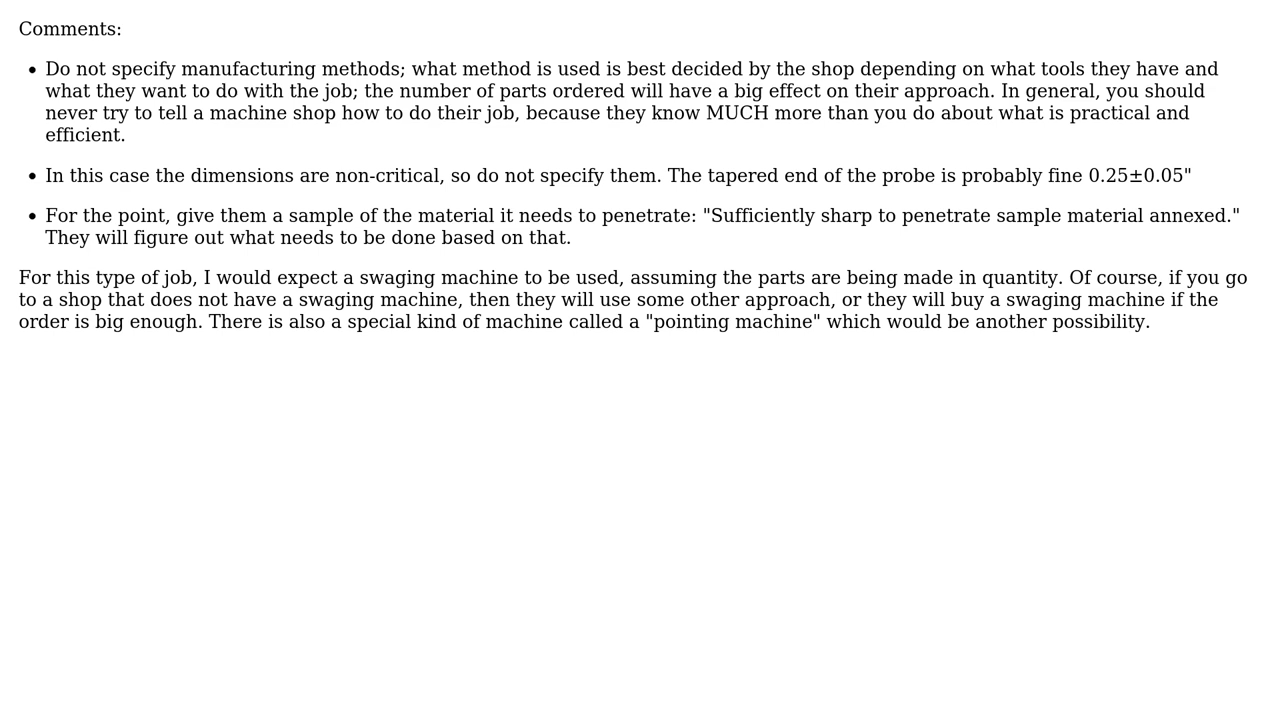 Comments:
• Do not specify manufacturing methods; what method is used is best decided by the shop depending on what tools they have and
what they want to do with the job; the number of parts ordered will have a big effect on their approach. In general, you should
never try to tell a machine shop how to do their job, because they know MUCH more than you do about what is practical and
efficient.
• In this case the dimensions are non-critical, so do not specify them. The tapered end of the probe is probably fine 0.25±0.05"
• For the point, give them a sample of the material it needs to penetrate: "Sufficiently sharp to penetrate sample material annexed."
They will figure out what needs to be done based on that.
For this type of job, I would expect a swaging machine to be used, assuming the parts are being made in quantity. Of course, if you go
to a shop that does not have a swaging machine, then they will use some other approach, or they will buy a swaging machine if the
order is big enough. There is also a special kind of machine called a "pointing machine" which would be another possibility.